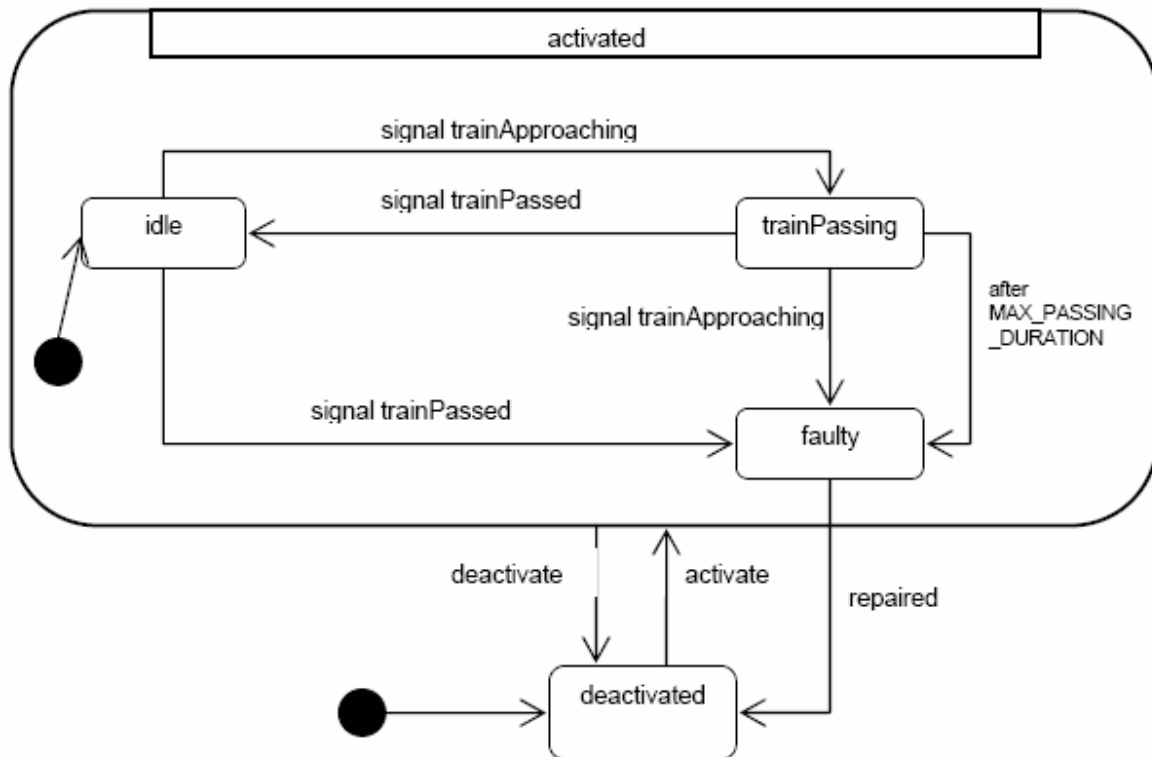 activated
signal trainApproaching
signal trainPassed
idle
trainPassing
after
MAX_PASSING
_DURATION
signal trainApproaching
signal trainPassed
faulty
deactivate
activate
repaired
deactivated